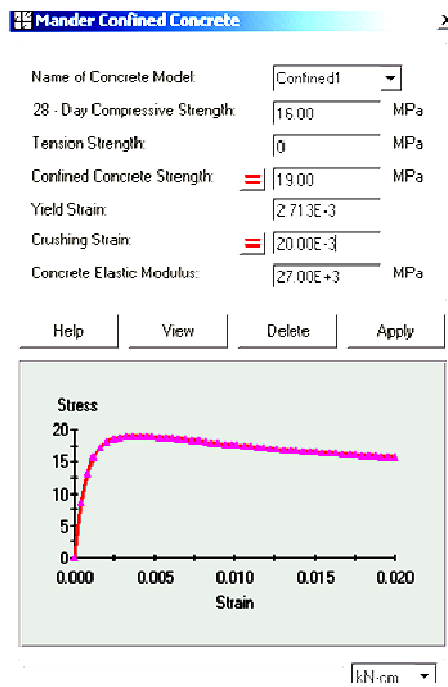 Mander Confined Concrete
Name of Concrete Model: Confined1
28 - Day Compressive Strength: 16.00 MPa
Tension Strength: 0 MPa
Confined Concrete Strength: = 19.00 MPa
Yield Strain: 2.713E-3
Crushing Strain: = 20.00E-3
Concrete Elastic Modulus: 27.00E+3 MPa
Help View Delete Apply
Stress
20
15
10
5
0
0.000 0.005 0.010 0.015 0.020
Strain
kN-cm